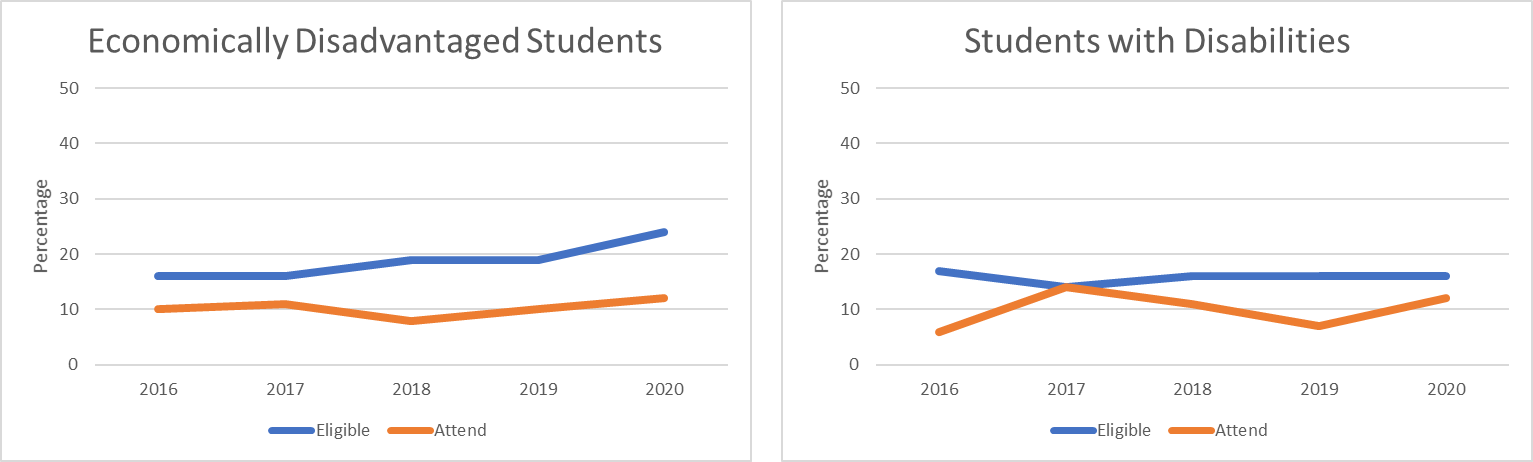 Economically Disadvantaged Students
50
40
30
20
10
0
Percentage
2016 2017 2018 2019 2020
Eligible Attend
Students with Disabilities
50
40
30
20
10
0
Percentage
2016 2017 2018 2019 2020
Eligible Attend